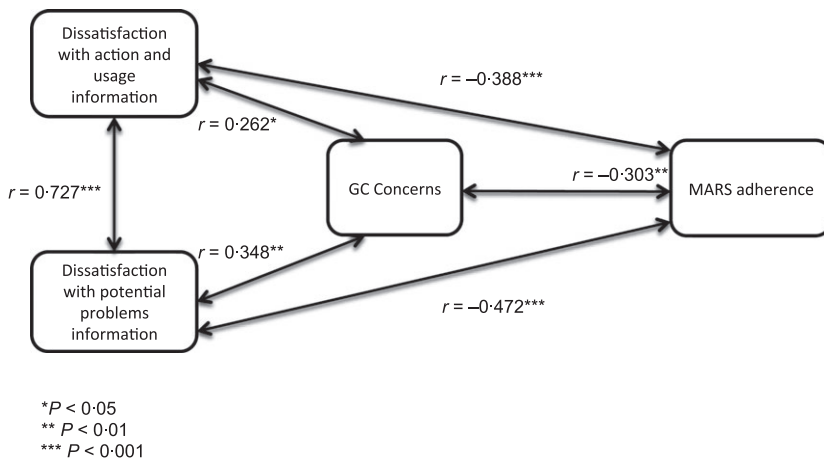 Dissatisfaction
with action and
usage
information
r = –0·388***
r = 0·262*
r = 0·727***
GC Concerns
r = –0·303**
MARS adherence
r = 0·348**
Dissatisfaction
with potential
problems
information
r = –0·472***
*P < 0·05
** P < 0·01
*** P < 0·001